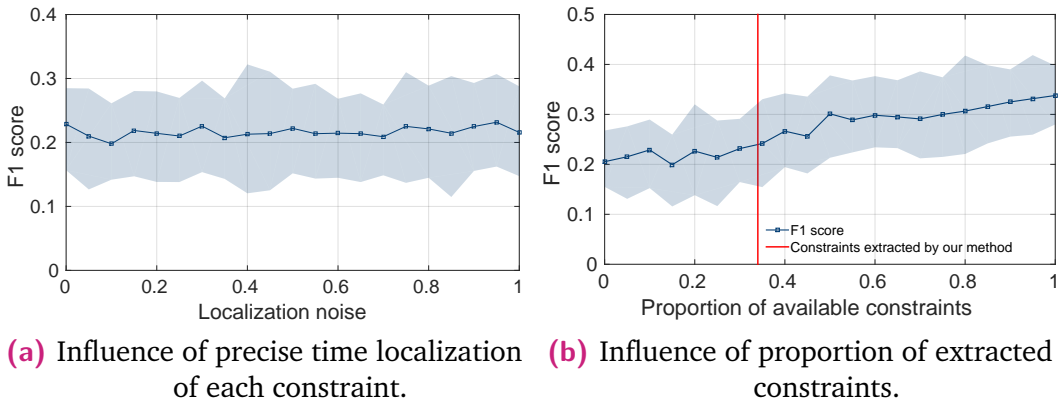 0.4
0.3
0.2
0.1
0
F1 score
0 0.2 0.4 0.6 0.8 1
Localization noise
(a) Influence of precise time localization
of each constraint.
0.5
0.4
0.3
0.2
0.1
0
F1 score
F1 score
Constraints extracted by our method
0 0.2 0.4 0.6 0.8 1
Proportion of available constraints
(b) Influence of proportion of extracted
constraints.